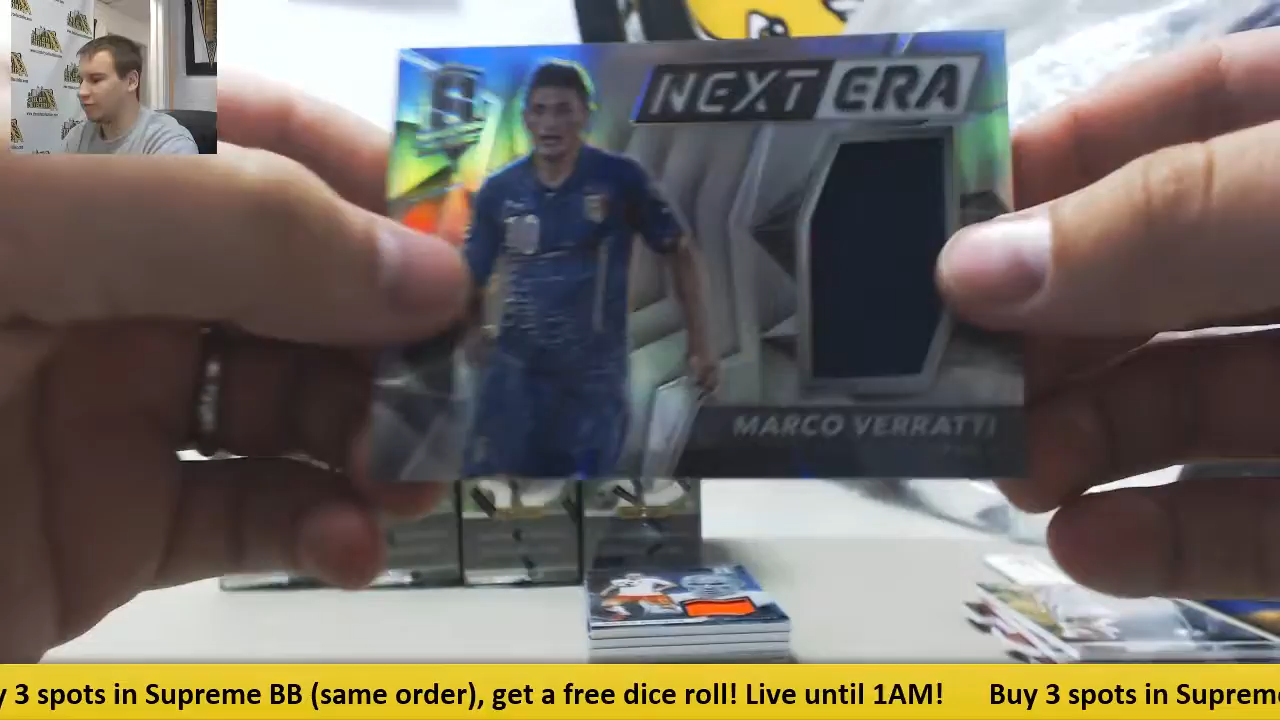 NEXT ERA
MARCO VERRATTI
y 3 spots in Supreme BB (same order), get a free dice roll! Live until 1AM! Buy 3 spots in Supreme